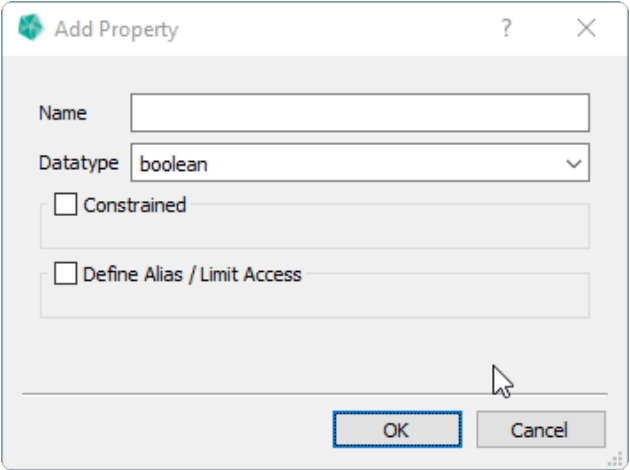 Add Property ?
Name
Datatype boolean
Constrained
Define Alias / Limit Access
OK Cancel